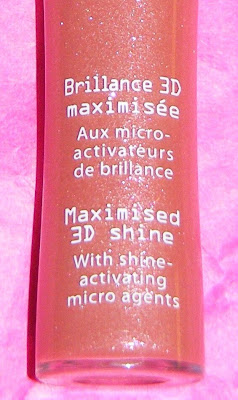 Brillance 3D
maximisée
Aux micro-
activateurs
de brillance
Maximised
3D shine
With shine-
activating
micro agents